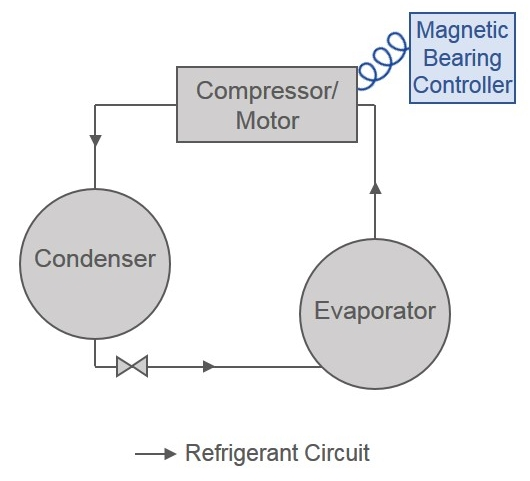 Magnetic
Bearing
Controller
Compressor/
Motor
Condenser
Evaporator
Refrigerant Circuit